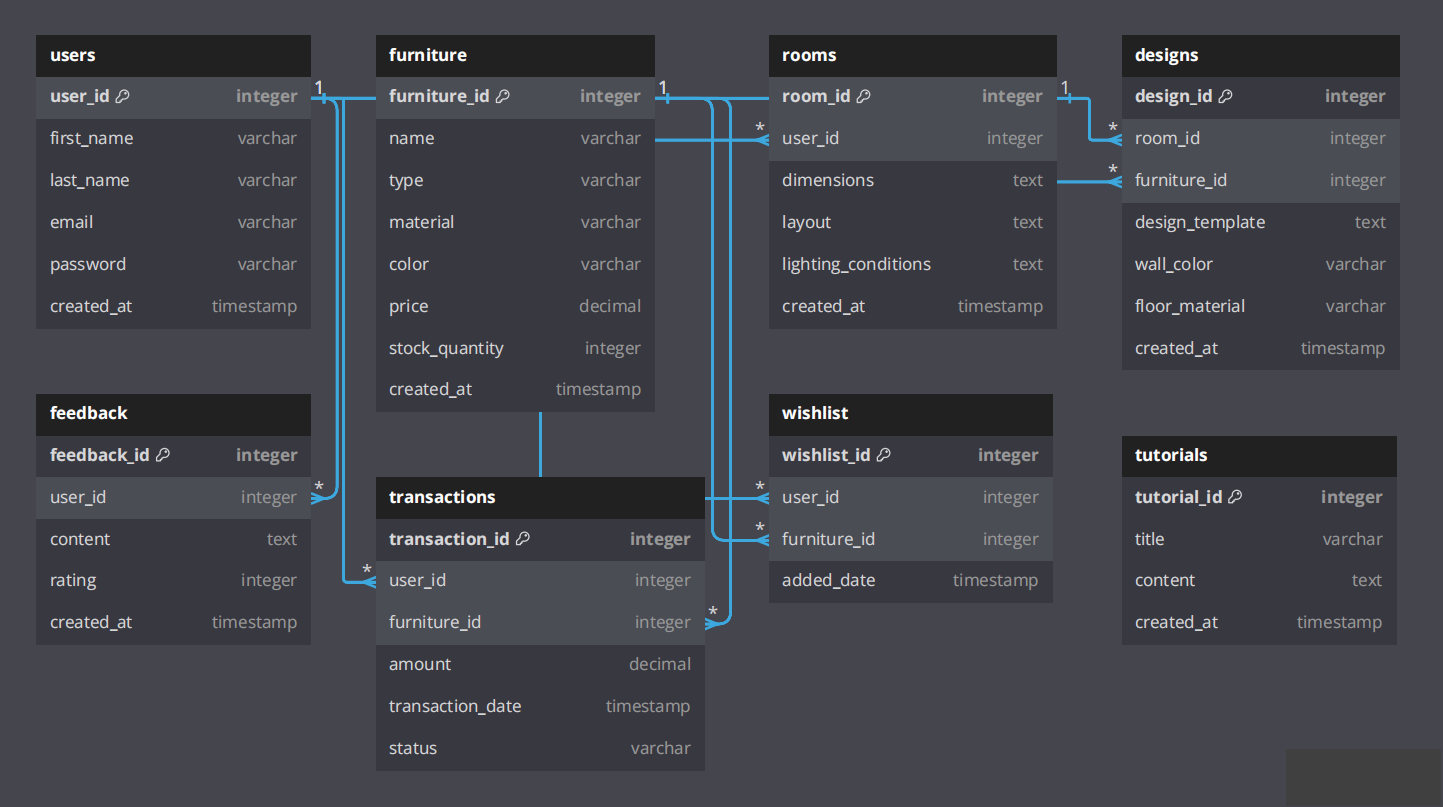 users
user_id integer
first_name varchar
last_name varchar
email varchar
password varchar
created_at timestamp
furniture
furniture_id integer
name varchar
type varchar
material varchar
color varchar
price decimal
stock_quantity integer
created_at timestamp
rooms
room_id integer
user_id integer
dimensions text
layout text
lighting_conditions text
created_at timestamp
designs
design_id integer
room_id integer
furniture_id integer
design_template text
wall_color varchar
floor_material varchar
created_at timestamp
feedback
feedback_id integer
user_id integer
content text
rating integer
created_at timestamp
transactions
transaction_id integer
user_id integer
furniture_id integer
amount decimal
transaction_date timestamp
status varchar
wishlist
wishlist_id integer
user_id integer
furniture_id integer
added_date timestamp
tutorials
tutorial_id integer
title varchar
content text
created_at timestamp
1
1
1
*
*
*
*
*
*
*
*